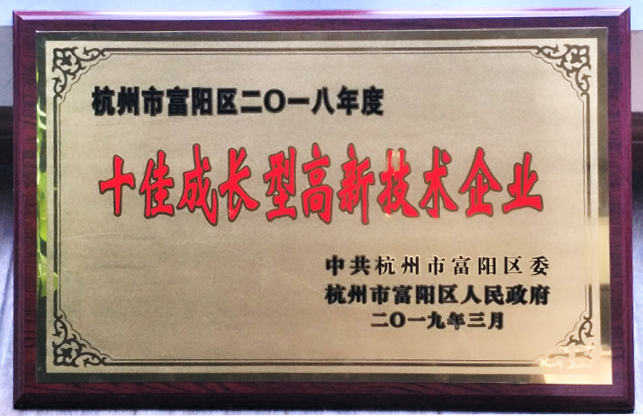 杭州市富阳区二〇一八年度
十佳成长型高新技术企业
中共杭州市富阳区委
杭州市富阳区人民政府
二〇一九年三月